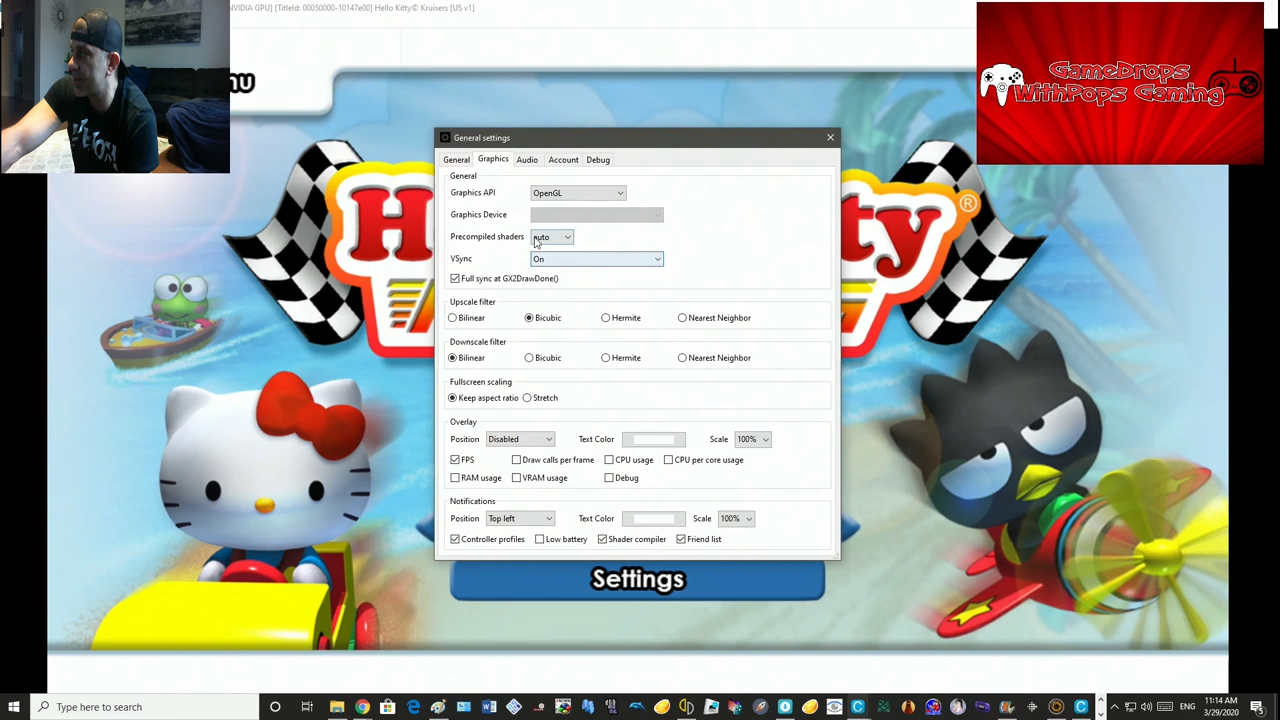 NVIDIA GPU] [TitleId: 00050000-10147e00] Hello Kitty© Kruisers [US v1]
GameDrops
WithPops Gaming
nu
General settings
General Graphics Audio Account Debug
General
Graphics API OpenGL
Graphics Device
Precompiled shaders auto
VSync On
Full sync at GX2DrawDone()
Upscale filter
Bilinear Bicubic Hermite Nearest Neighbor
Downscale filter
Bilinear Bicubic Hermite Nearest Neighbor
Fullscreen scaling
Keep aspect ratio Stretch
Overlay
Position Disabled Text Color Scale 100%
FPS Draw calls per frame CPU usage CPU per core usage
RAM usage VRAM usage Debug
Notifications
Position Top left Text Color Scale 100%
Controller profiles Low battery Shader compiler Friend list
H
ty®
Settings
Type here to search
ENG
11:14 AM
3/29/2020
5